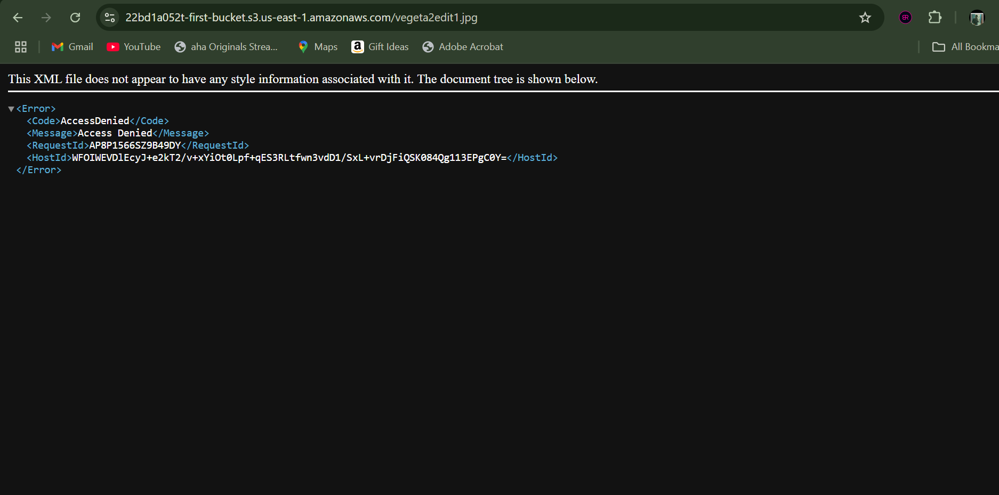 22bd1a052t-first-bucket.s3.us-east-1.amazonaws.com/vegeta2edit1.jpg
Gmail YouTube aha Originals Strea... Maps Gift Ideas Adobe Acrobat All Bookma
This XML file does not appear to have any style information associated with it. The document tree is shown below.
▼<Error>
<Code>AccessDenied</Code>
<Message>Access Denied</Message>
<RequestId>AP8P1566SZ9B49DY</RequestId>
<HostId>WFOIWEVDlEcyJ+e2kT2/v+xYiOt0Lpf+qES3RLtfwn3vdD1/SxL+vrDjFiQSK084Qg113EPgC0Y=</HostId>
</Error>